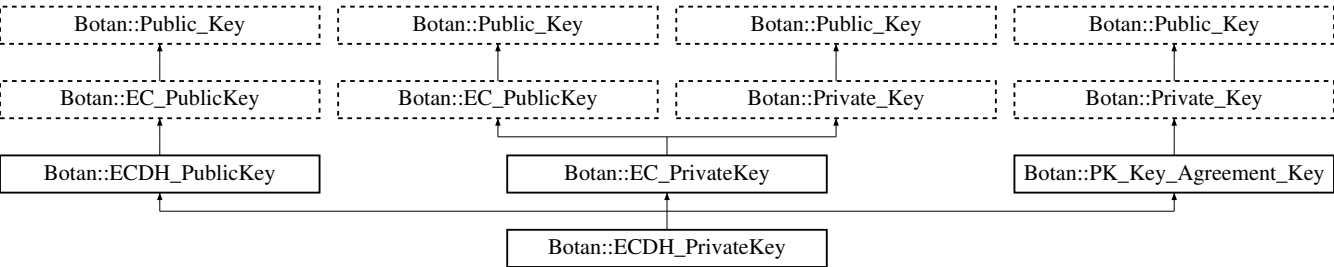 Botan::Public_Key
Botan::Public_Key
Botan::Public_Key
Botan::Public_Key
Botan::EC_PublicKey
Botan::EC_PublicKey
Botan::Private_Key
Botan::Private_Key
Botan::ECDH_PublicKey
Botan::EC_PrivateKey
Botan::PK_Key_Agreement_Key
Botan::ECDH_PrivateKey